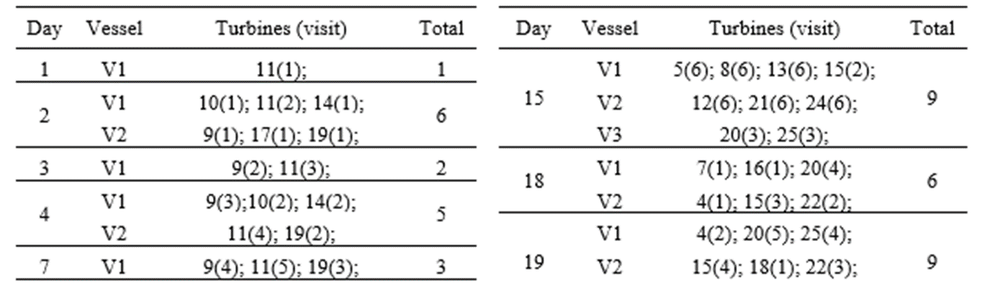 Day Vessel Turbines (visit) Total
1 V1 11(1); 1
2 V1 10(1); 11(2); 14(1); 6
V2 9(1); 17(1); 19(1);
3 V1 9(2); 11(3); 2
4 V1 9(3);10(2); 14(2); 5
V2 11(4); 19(2);
7 V1 9(4); 11(5); 19(3); 3
Day Vessel Turbines (visit) Total
V1 5(6); 8(6); 13(6); 15(2);
15 V2 12(6); 21(6); 24(6); 9
V3 20(3); 25(3);
18 V1 7(1); 16(1); 20(4); 6
V2 4(1); 15(3); 22(2);
V1 4(2); 20(5); 25(4);
19 V2 15(4); 18(1); 22(3); 9